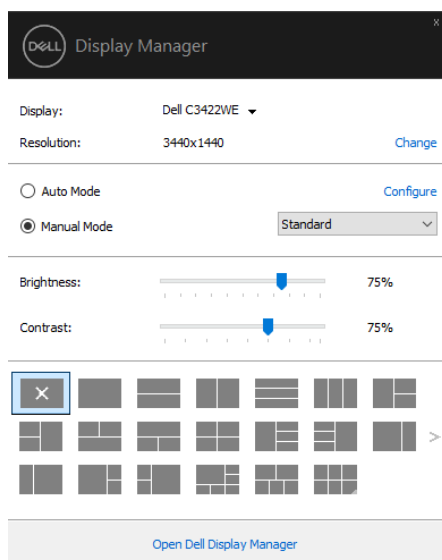 DELL Display Manager x
Display: Dell C3422WE
Resolution: 3440x1440 Change
Auto Mode Configure
Manual Mode Standard
Brightness: 75%
Contrast: 75%
Open Dell Display Manager